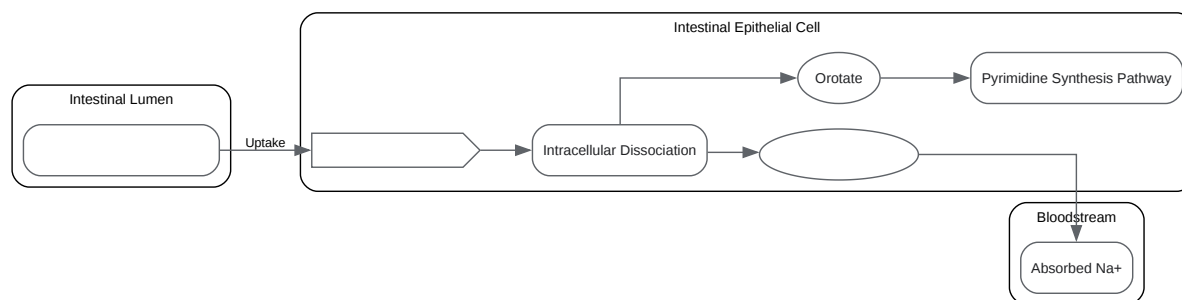 Intestinal Epithelial Cell
Intestinal Lumen
Uptake
Intracellular Dissociation
Orotate
Pyrimidine Synthesis Pathway
Bloodstream
Absorbed Na+